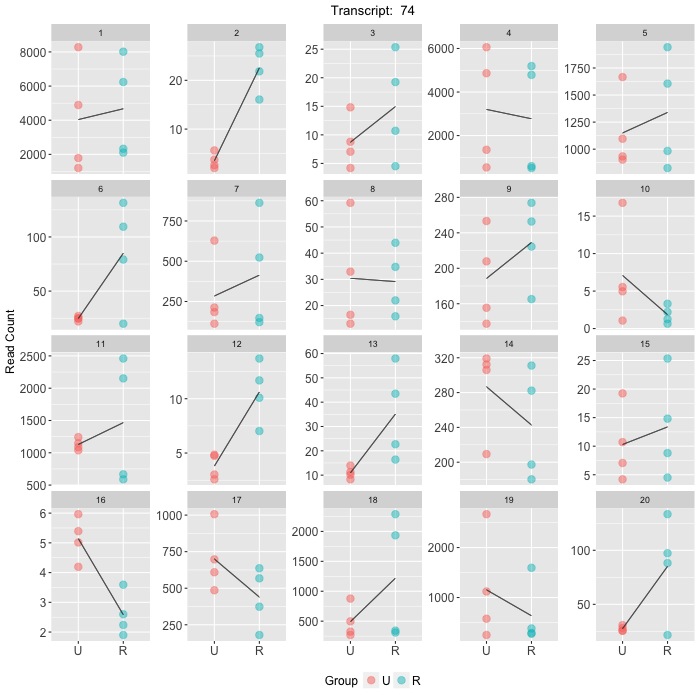 Transcript: 74
1 2 3 4 5
8000 6000 4000 2000
20 10
25 20 15 10 5
6000 4000 2000
1750 1500 1250 1000
6 7 8 9 10
100 50
750 500 250
60 50 40 30 20
280 240 200 160
15 10 5 0
Read Count
11 12 13 14 15
2500 2000 1500 1000 500
10 5
60 50 40 30 20 10
320 280 240 200
25 20 15 10 5
16 17 18 19 20
6 5 4 3 2
1000 750 500 250
2000 1500 1000 500
2000 1000
100 50
U R U R U R U R U R
Group U R